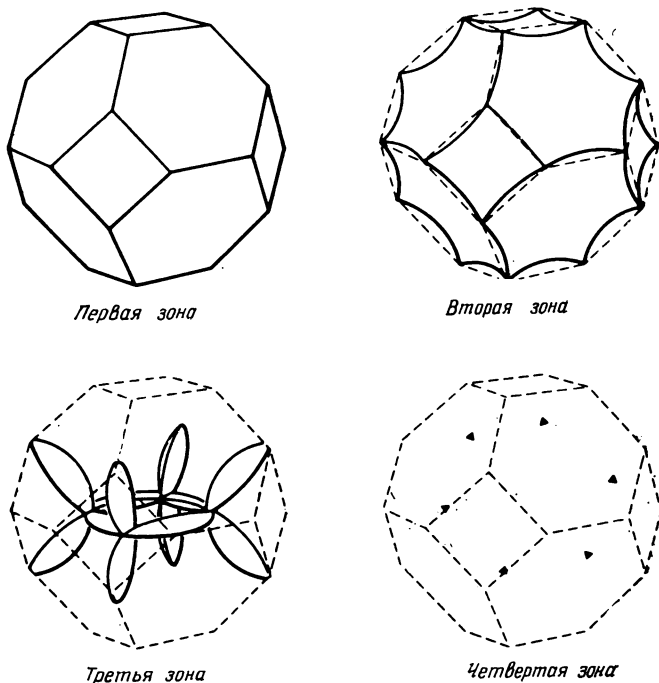 Первая зона
Вторая зона
Третья зона
Четвертая зона